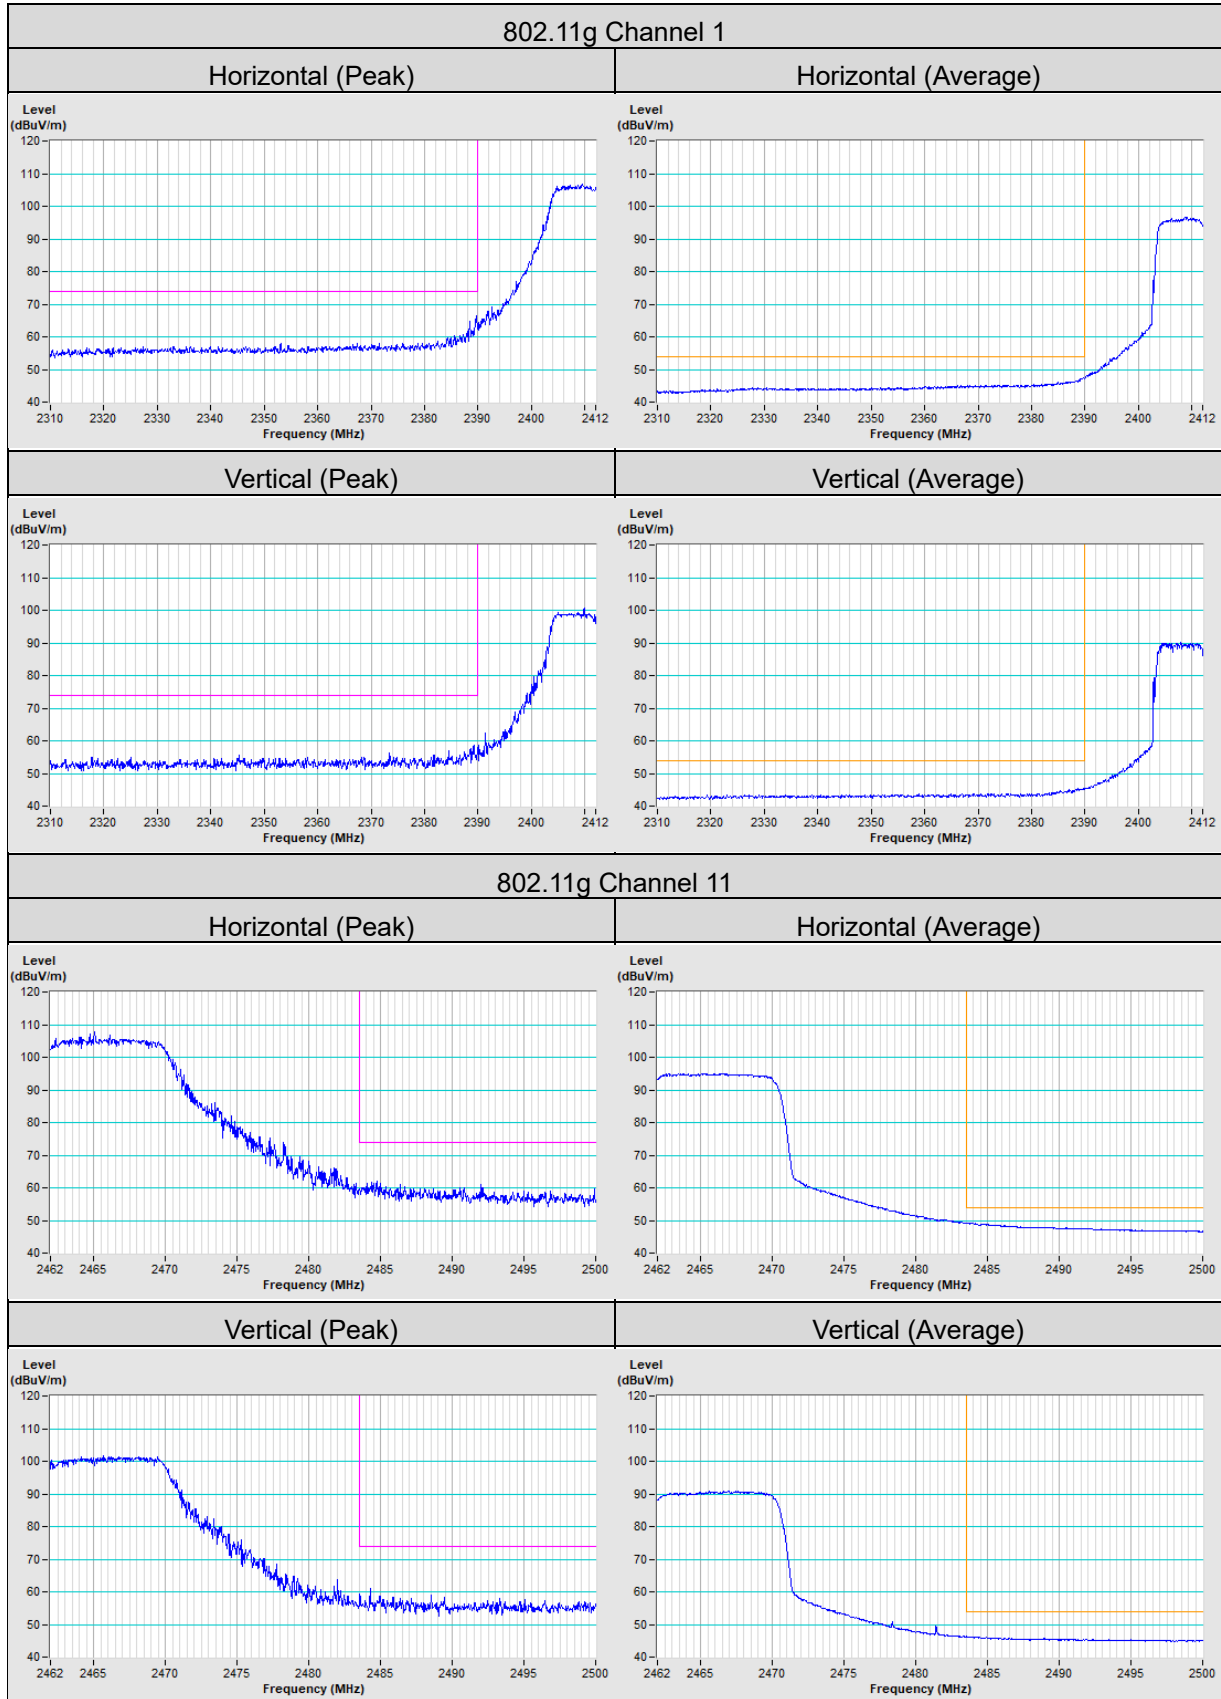 802.11g Channel 1
Horizontal (Peak)
Horizontal (Average)
Level
(dBuV/m)
120
110
100
90
80
70
60
50
40
2310 2320 2330 2340 2350 2360 2370 2380 2390 2400 2412
Frequency (MHz)
Level
(dBuV/m)
120
110
100
90
80
70
60
50
40
2310 2320 2330 2340 2350 2360 2370 2380 2390 2400 2412
Frequency (MHz)
Vertical (Peak)
Vertical (Average)
Level
(dBuV/m)
120
110
100
90
80
70
60
50
40
2310 2320 2330 2340 2350 2360 2370 2380 2390 2400 2412
Frequency (MHz)
Level
(dBuV/m)
120
110
100
90
80
70
60
50
40
2310 2320 2330 2340 2350 2360 2370 2380 2390 2400 2412
Frequency (MHz)
802.11g Channel 11
Horizontal (Peak)
Horizontal (Average)
Level
(dBuV/m)
120
110
100
90
80
70
60
50
40
2462 2465 2470 2475 2480 2485 2490 2495 2500
Frequency (MHz)
Level
(dBuV/m)
120
110
100
90
80
70
60
50
40
2462 2465 2470 2475 2480 2485 2490 2495 2500
Frequency (MHz)
Vertical (Peak)
Vertical (Average)
Level
(dBuV/m)
120
110
100
90
80
70
60
50
40
2462 2465 2470 2475 2480 2485 2490 2495 2500
Frequency (MHz)
Level
(dBuV/m)
120
110
100
90
80
70
60
50
40
2462 2465 2470 2475 2480 2485 2490 2495 2500
Frequency (MHz)